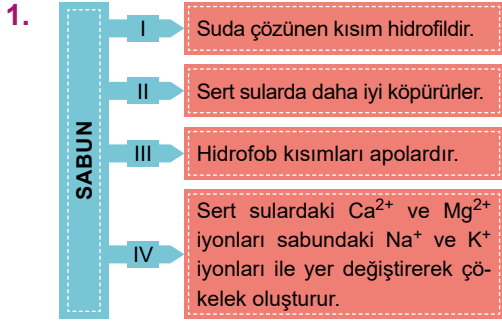 1.
SABUN
I
Suda çözünen kısım hidrofildir.
II
Sert sularda daha iyi köpürürler.
III
Hidrofob kısımları apolardır.
IV
Sert sulardaki Ca²⁺ ve Mg²⁺
iyonları sabundaki Na⁺ ve K⁺
iyonları ile yer değiştirerek çö-
kelek oluşturur.